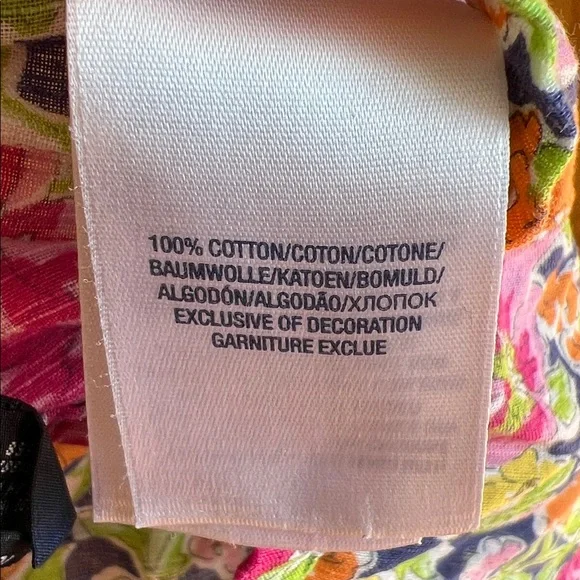 100% COTTON/COTON/COTONE/
BAUMWOLLE/KATOEN/BOMULD/
ALGODÓN/ALGODÃO/ХЛОПОК
EXCLUSIVE OF DECORATION
GARNITURE EXCLUE